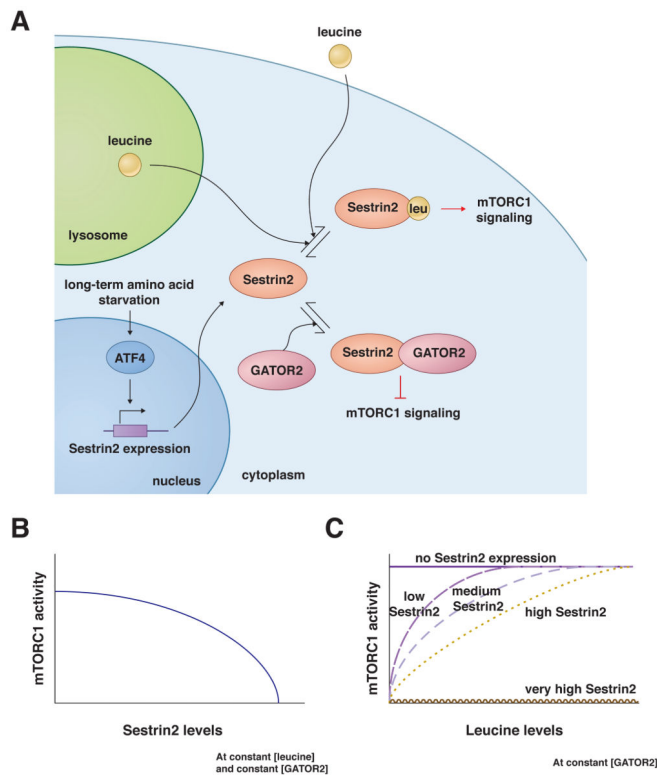 A
leucine
leucine
lysosome
Sestrin2
leu
mTORC1
signaling
long-term amino acid
starvation
Sestrin2
ATF4
GATOR2
Sestrin2
GATOR2
mTORC1 signaling
Sestrin2 expression
nucleus
cytoplasm
B
mTORC1 activity
Sestrin2 levels
At constant [leucine]
and constant [GATOR2]
C
mTORC1 activity
no Sestrin2 expression
low
Sestrin2
medium
Sestrin2
high Sestrin2
very high Sestrin2
Leucine levels
At constant [GATOR2]